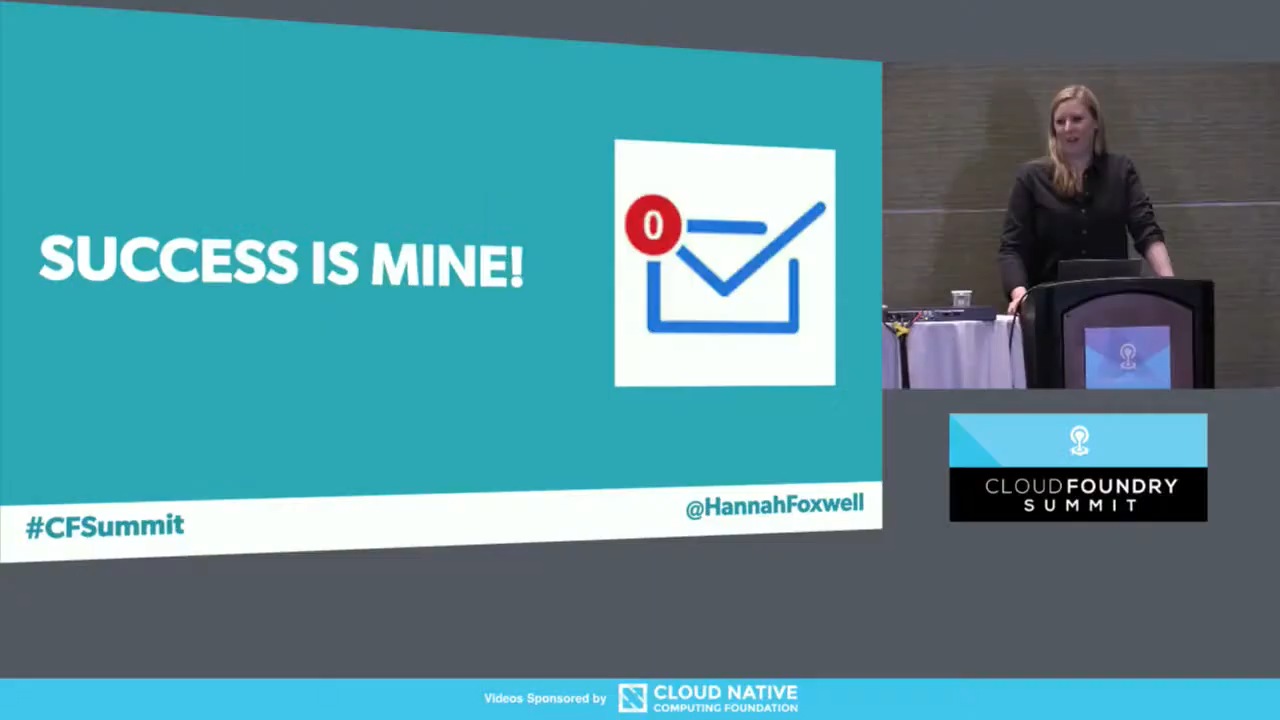 SUCCESS IS MINE!
0
#CFSummit
@HannahFoxwell
CLOUDFOUNDRY
SUMMIT
Videos Sponsored by
CLOUD NATIVE
COMPUTING FOUNDATION